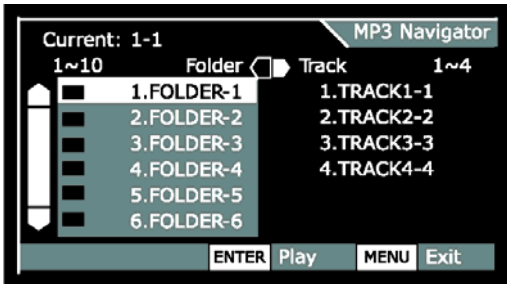 MP3 Navigator
Current: 1-1
1~10 Folder Track 1~4
1.FOLDER-1 1.TRACK1-1
2.FOLDER-2 2.TRACK2-2
3.FOLDER-3 3.TRACK3-3
4.FOLDER-4 4.TRACK4-4
5.FOLDER-5
6.FOLDER-6
ENTER Play MENU Exit